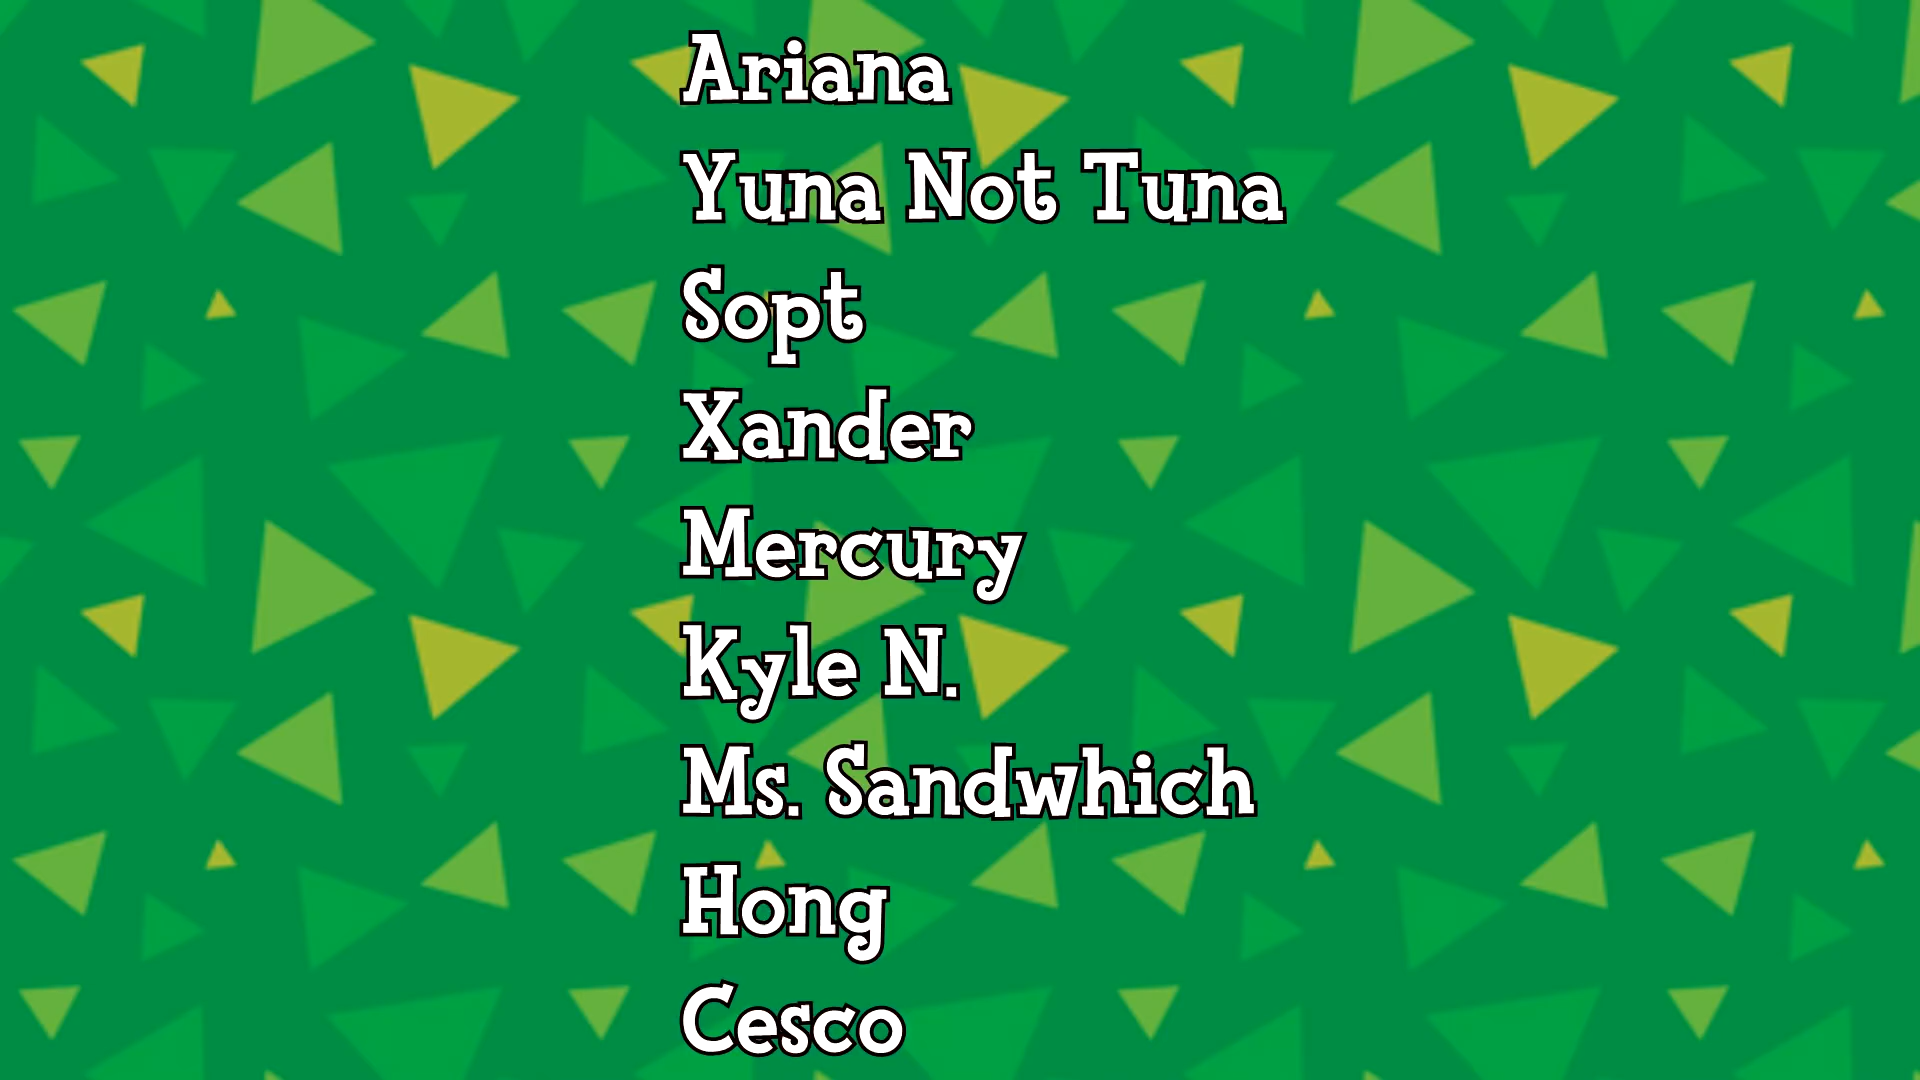 Ariana
Yuna Not Tuna
Sopt
Xander
Mercury
Kyle N.
Ms. Sandwhich
Hong
Cesco